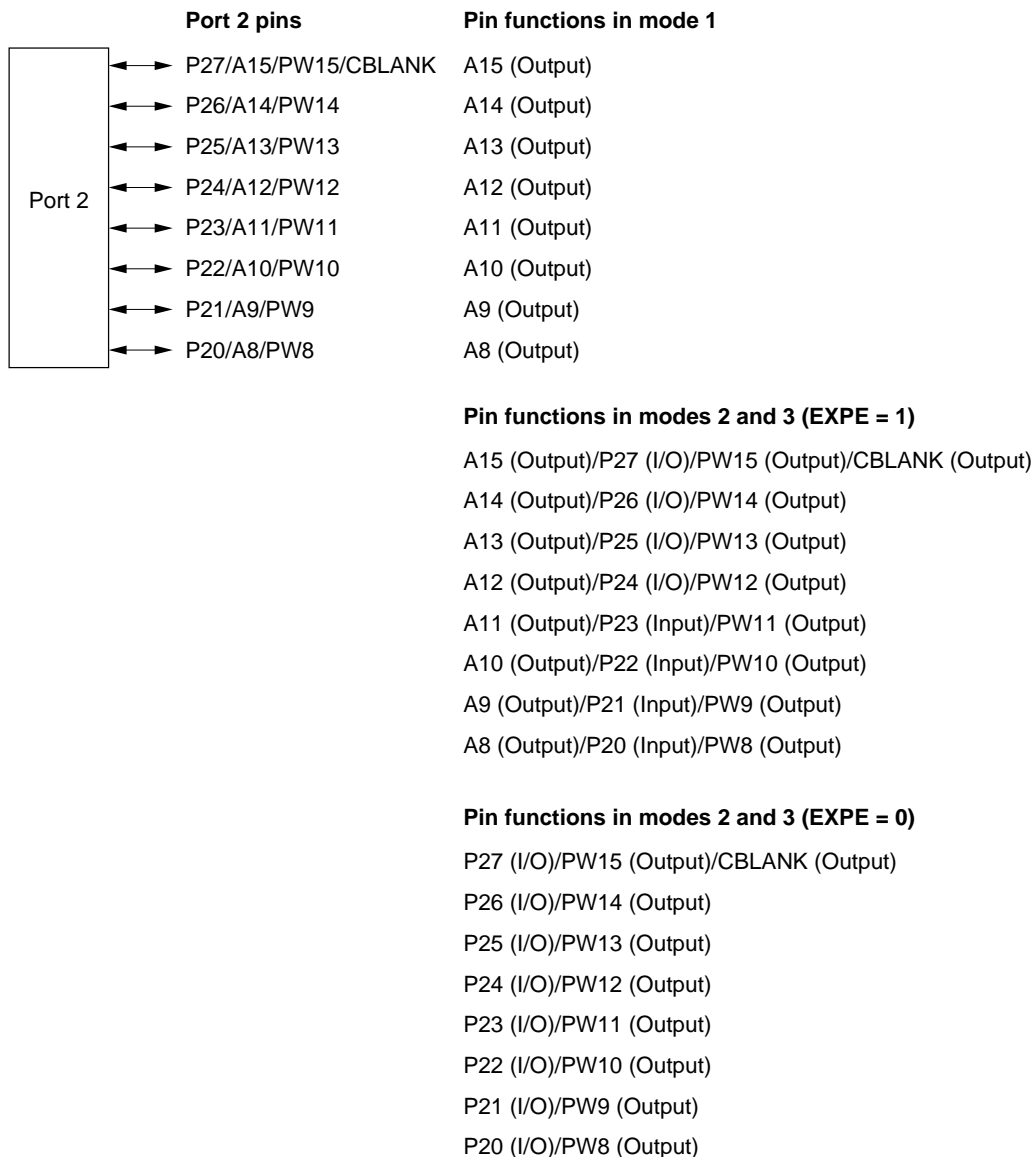 Port 2 pins Pin functions in mode 1
P27/A15/PW15/CBLANK A15 (Output)
P26/A14/PW14 A14 (Output)
P25/A13/PW13 A13 (Output)
P24/A12/PW12 A12 (Output)
Port 2
P23/A11/PW11 A11 (Output)
P22/A10/PW10 A10 (Output)
P21/A9/PW9 A9 (Output)
P20/A8/PW8 A8 (Output)
Pin functions in modes 2 and 3 (EXPE = 1)
A15 (Output)/P27 (I/O)/PW15 (Output)/CBLANK (Output)
A14 (Output)/P26 (I/O)/PW14 (Output)
A13 (Output)/P25 (I/O)/PW13 (Output)
A12 (Output)/P24 (I/O)/PW12 (Output)
A11 (Output)/P23 (Input)/PW11 (Output)
A10 (Output)/P22 (Input)/PW10 (Output)
A9 (Output)/P21 (Input)/PW9 (Output)
A8 (Output)/P20 (Input)/PW8 (Output)
Pin functions in modes 2 and 3 (EXPE = 0)
P27 (I/O)/PW15 (Output)/CBLANK (Output)
P26 (I/O)/PW14 (Output)
P25 (I/O)/PW13 (Output)
P24 (I/O)/PW12 (Output)
P23 (I/O)/PW11 (Output)
P22 (I/O)/PW10 (Output)
P21 (I/O)/PW9 (Output)
P20 (I/O)/PW8 (Output)